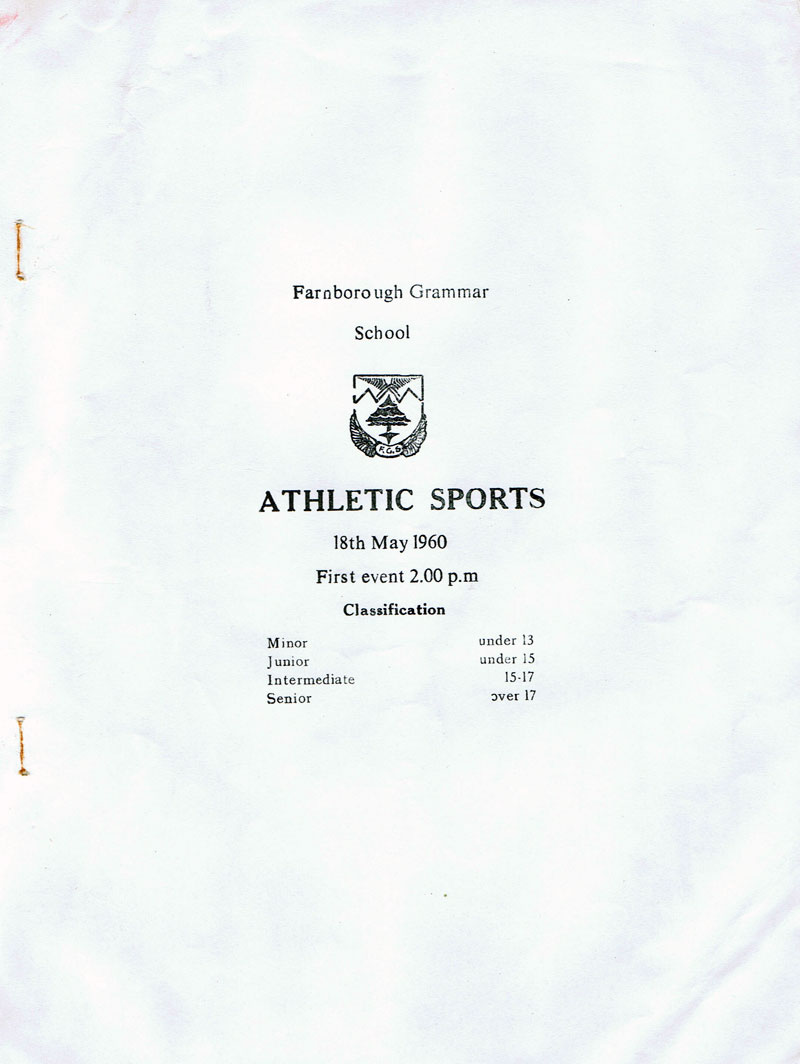 Farnborough Grammar
School
F.G.S
ATHLETIC SPORTS
18th May 1960
First event 2.00 p.m
Classification
Minor under 13
Junior under 15
Intermediate 15-17
Senior over 17